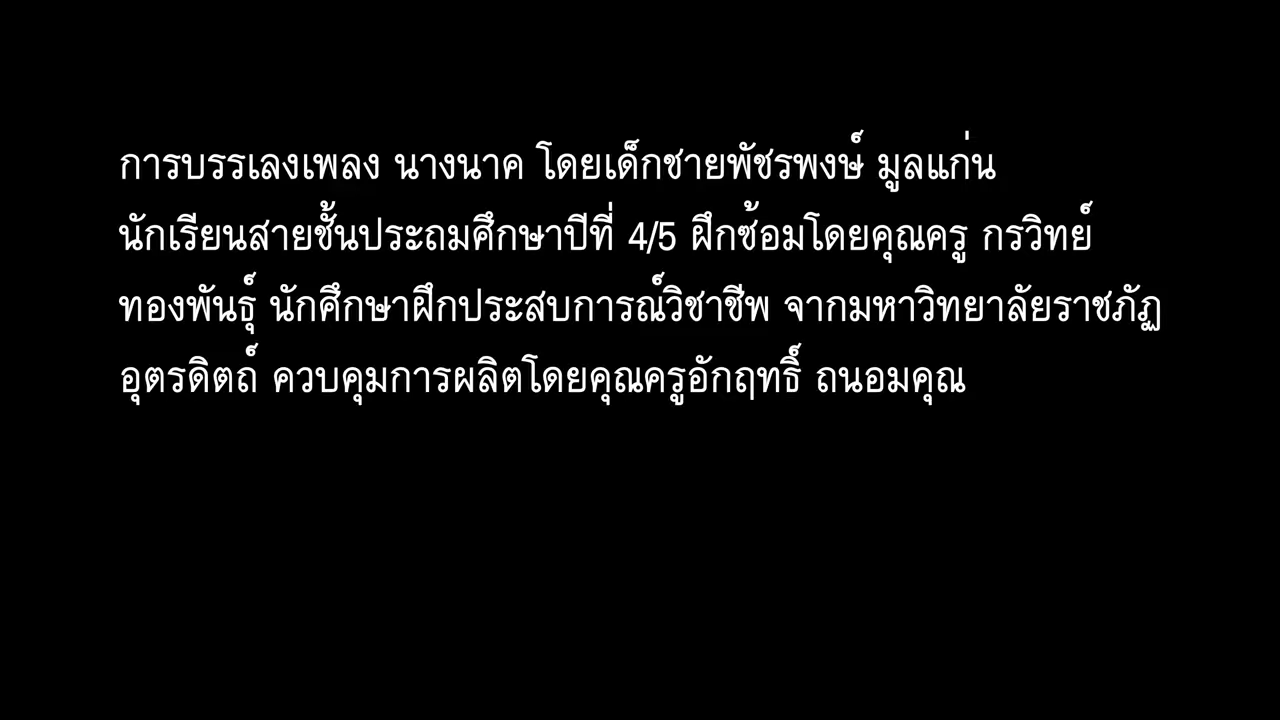 การบรรเลงเพลง นางนาค โดยเด็กชายพัชรพงษ์ มูลแก่น
นักเรียนสายชั้นประถมศึกษาปีที่ 4/5 ฝึกซ้อมโดยคุณครู กรวิทย์
ทองพันธุ์ นักศึกษาฝึกประสบการณ์วิชาชีพ จากมหาวิทยาลัยราชภัฏ
อุตรดิตถ์ ควบคุมการผลิตโดยคุณครูอักฤทธิ์ ถนอมคุณ